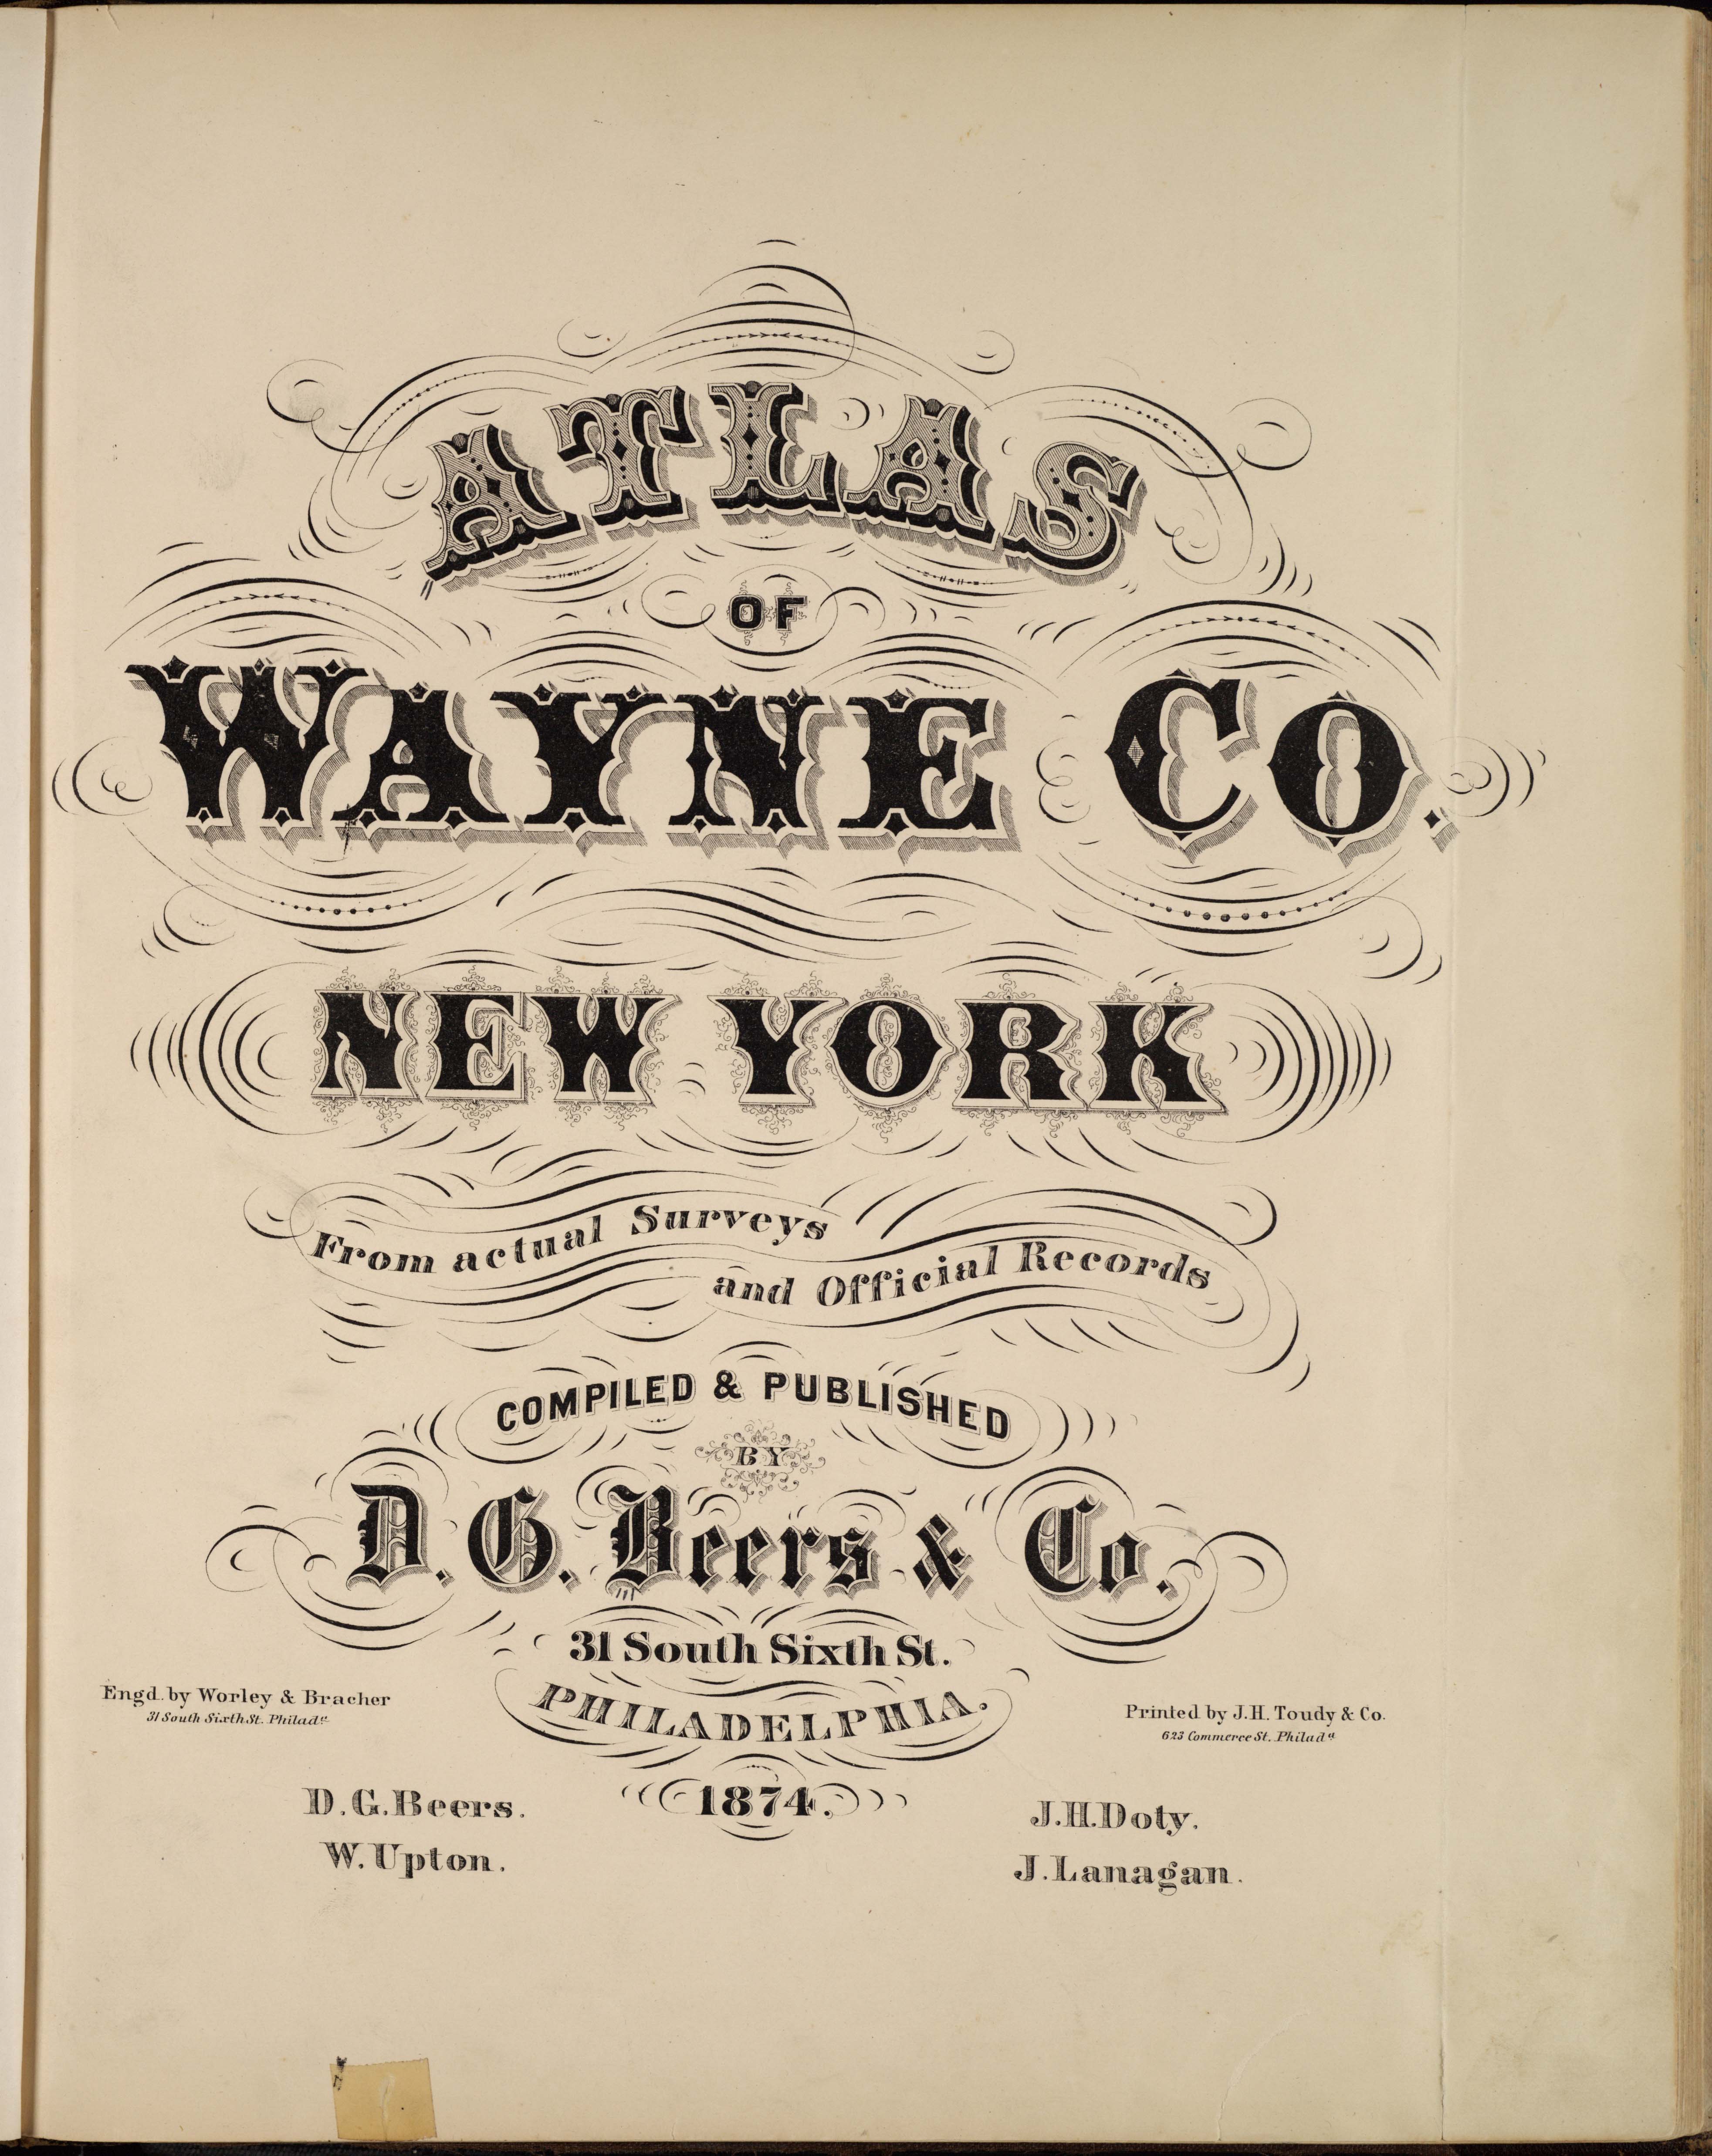 ATLAS
OF
WAYNE CO.
NEW YORK
From actual Surveys
and Official Records
COMPILED & PUBLISHED
BY
D. G. Beers & Co.
31 South Sixth St.
PHILADELPHIA.
Engd. by Worley & Bracher
31 South Sixth St. Philada.
Printed by J.H. Toudy & Co.
623 Commerce St. Philada
1874.
D.G.Beers.
W.Upton.
J.H.Doty.
J.Lanagan.